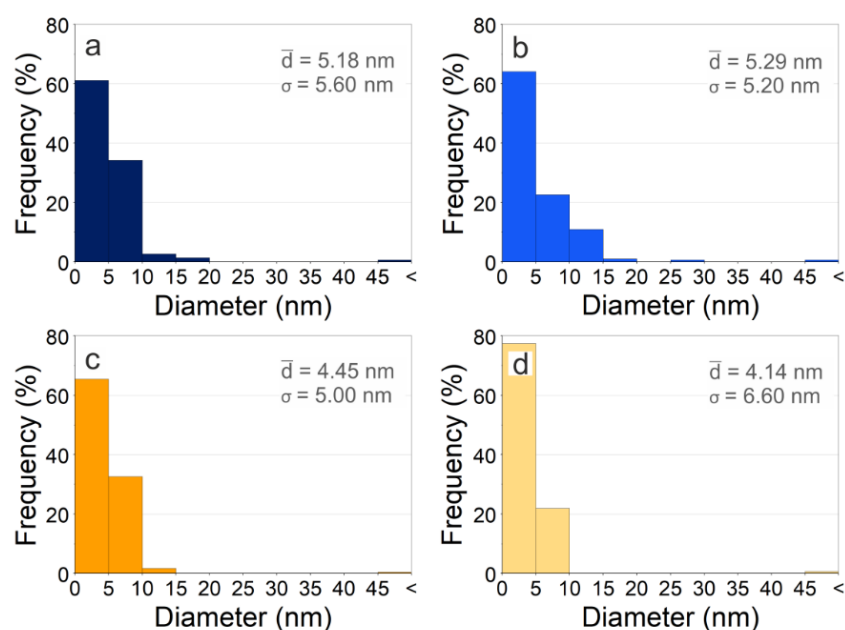 a
d̅ = 5.18 nm
σ = 5.60 nm
Frequency (%)
80
60
40
20
0
0 5 10 15 20 25 30 35 40 45 <
Diameter (nm)
b
d̅ = 5.29 nm
σ = 5.20 nm
Frequency (%)
80
60
40
20
0
0 5 10 15 20 25 30 35 40 45 <
Diameter (nm)
c
d̅ = 4.45 nm
σ = 5.00 nm
Frequency (%)
80
60
40
20
0
0 5 10 15 20 25 30 35 40 45 <
Diameter (nm)
d
d̅ = 4.14 nm
σ = 6.60 nm
Frequency (%)
80
60
40
20
0
0 5 10 15 20 25 30 35 40 45 <
Diameter (nm)